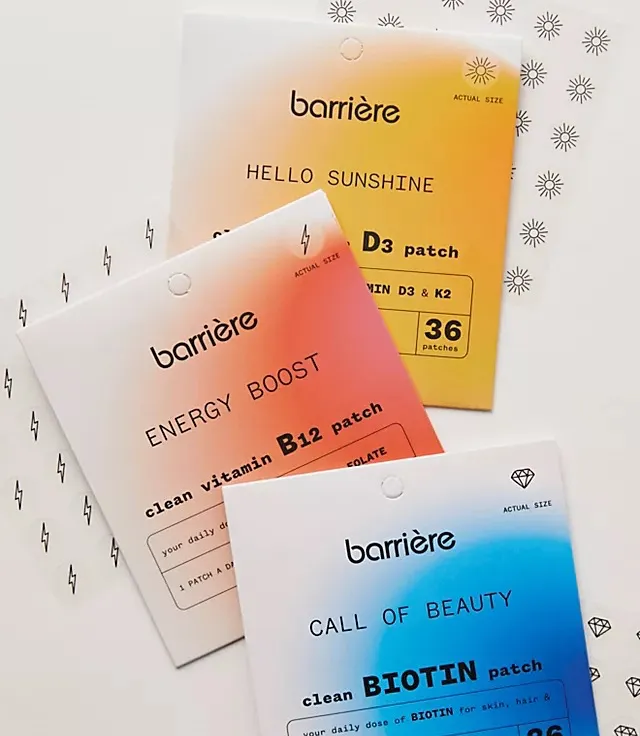 barrière
ACTUAL SIZE
HELLO SUNSHINE
D3 patch
D3 & K2
36
patches
barrière
ACTUAL SIZE
ENERGY BOOST
clean vitamin B12 patch
FOLATE
your daily
1 PATCH A
barrière
ACTUAL SIZE
CALL OF BEAUTY
clean BIOTIN patch
your daily dose of BIOTIN for skin, hair &
36